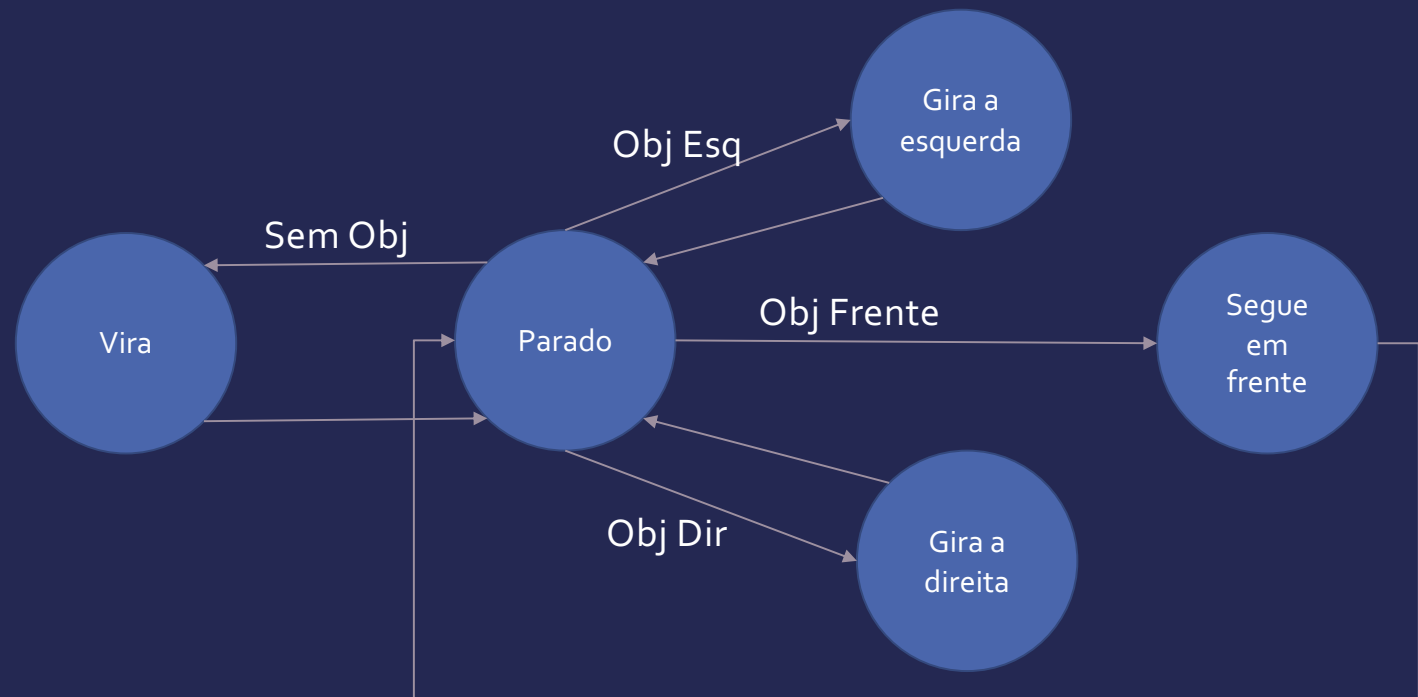 Gira a
esquerda
Obj Esq
Sem Obj
Vira
Parado
Obj Frente
Segue
em
frente
Obj Dir
Gira a
direita